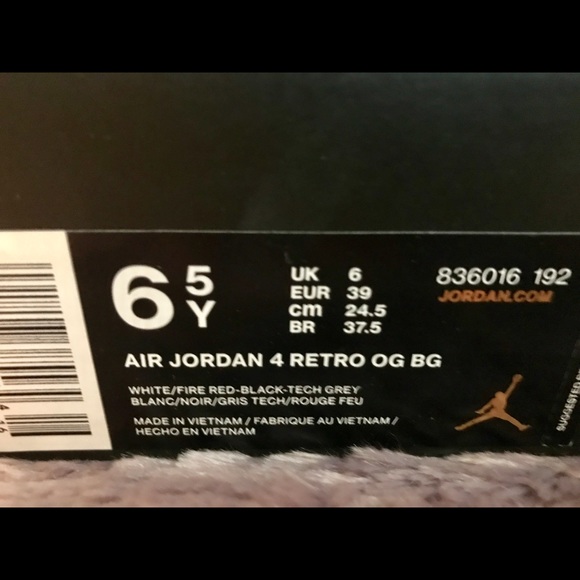 6 5 Y
UK 6
EUR 39
cm 24.5
BR 37.5
836016 192
JORDAN.COM
AIR JORDAN 4 RETRO OG BG
WHITE/FIRE RED-BLACK-TECH GREY
BLANC/NOIR/GRIS TECH/ROUGE FEU
MADE IN VIETNAM / FABRIQUE AU VIETNAM /
HECHO EN VIETNAM
SUGGESTED